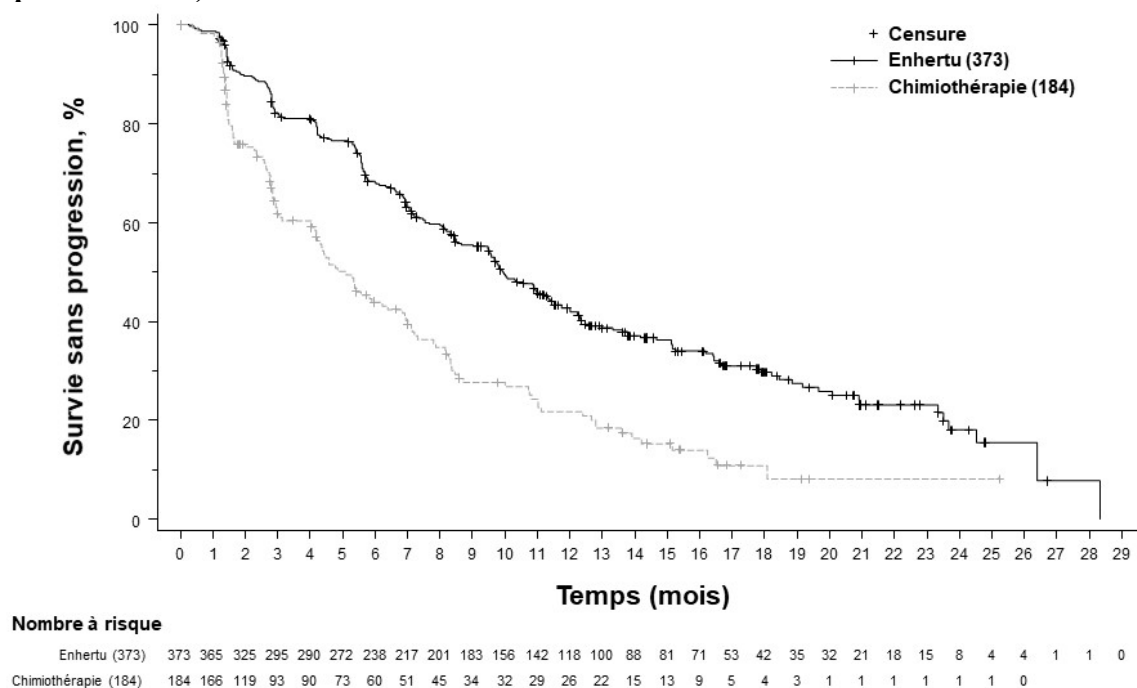 100
80
60
40
20
0
Survie sans progression, %
+ Censure
Enhertu (373)
Chimiothérapie (184)
0 1 2 3 4 5 6 7 8 9 10 11 12 13 14 15 16 17 18 19 20 21 22 23 24 25 26 27 28 29
Temps (mois)
Nombre à risque
Enhertu (373) 373 365 325 295 290 272 238 217 201 183 156 142 118 100 88 81 71 53 42 35 32 21 18 15 8 4 4 1 1 0
Chimiothérapie (184) 184 166 119 93 90 73 60 51 45 34 32 29 26 22 15 13 9 5 4 3 1 1 1 1 1 1 0